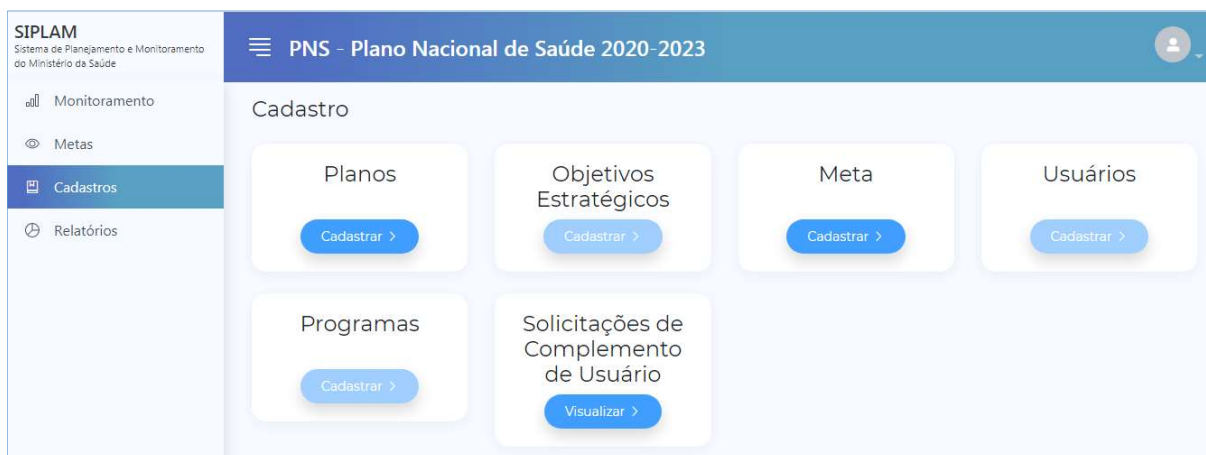 SIPLAM
Sistema de Planejamento e Monitoramento
do Ministério da Saúde
PNS - Plano Nacional de Saúde 2020-2023
Monitoramento
Metas
Cadastros
Relatórios
Cadastro
Planos
Cadastrar >
Objetivos
Estratégicos
Cadastrar >
Meta
Cadastrar >
Usuários
Cadastrar >
Programas
Cadastrar >
Solicitações de
Complemento
de Usuário
Visualizar >